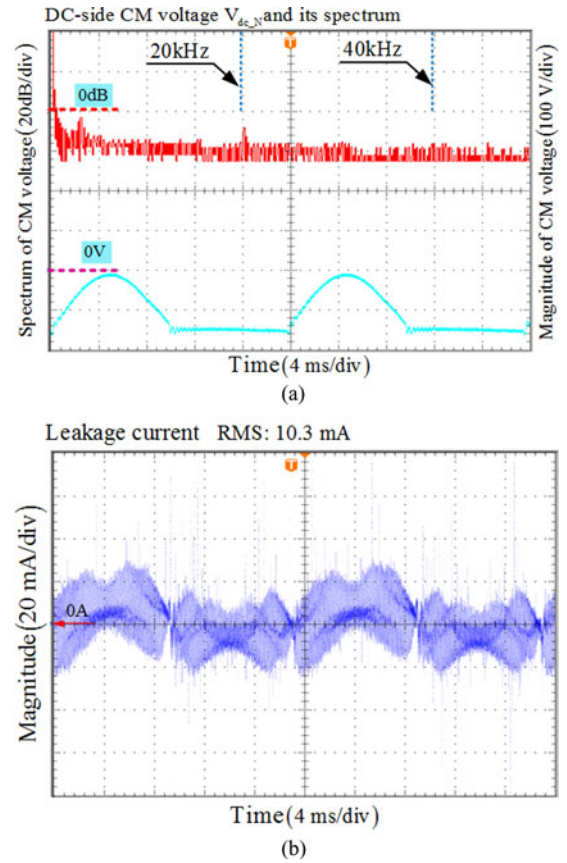 DC-side CM voltage V_dc_N and its spectrum
T
20kHz
40kHz
0dB
Spectrum of CM voltage(20dB/div)
Magnitude of CM voltage(100 V/div)
0V
Time(4 ms/div)
(a)
Leakage current RMS: 10.3 mA
T
Magnitude(20 mA/div)
0A
Time(4 ms/div)
(b)